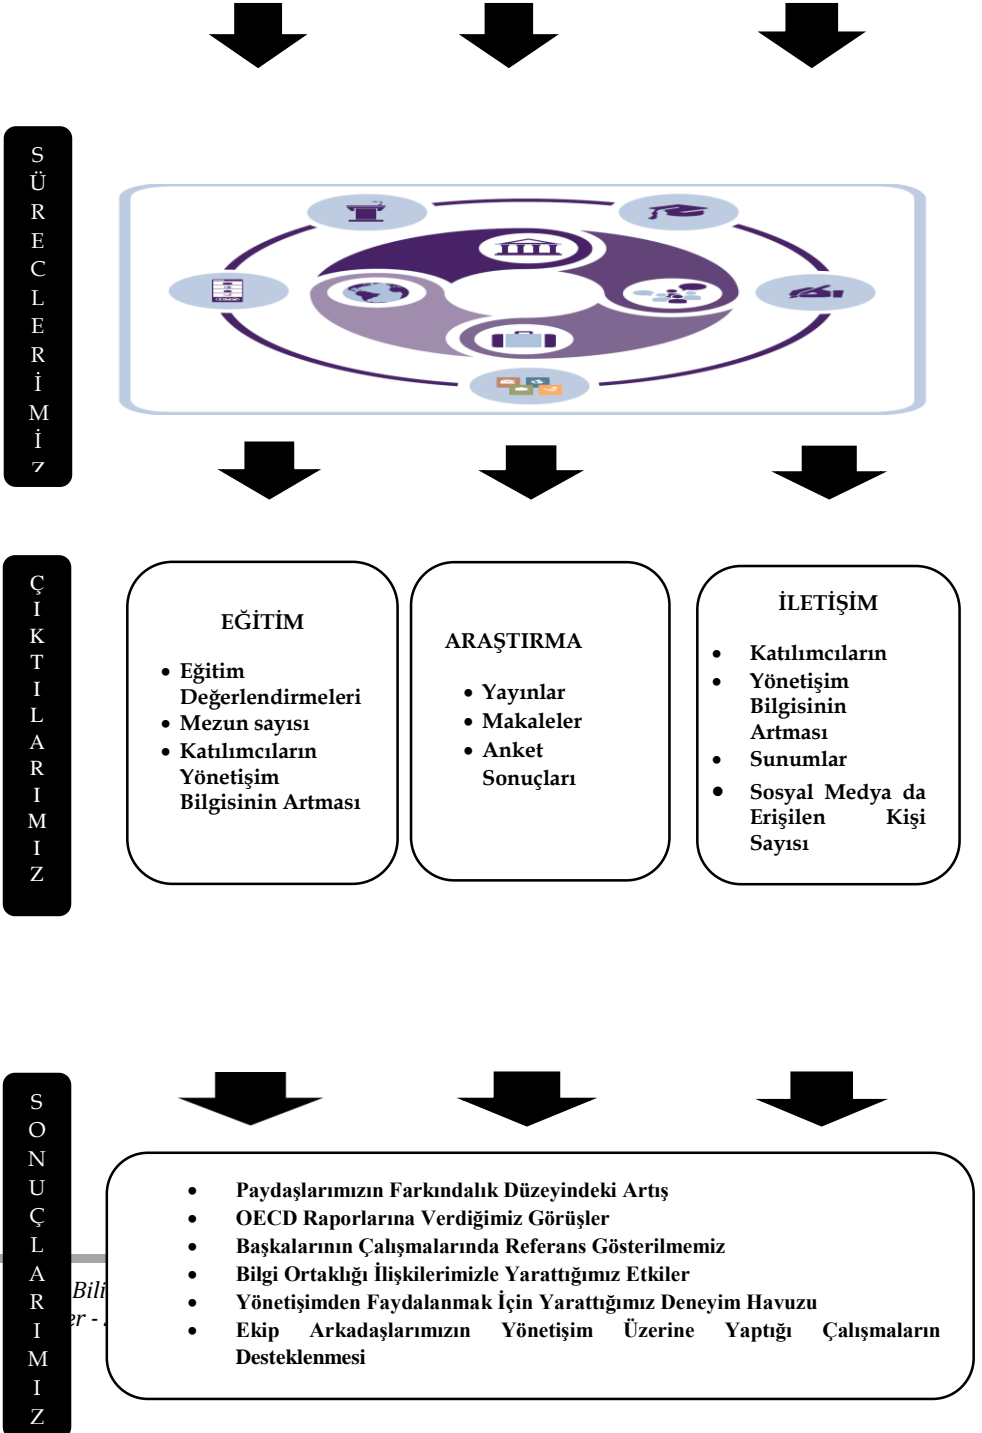 SÜRECLERİMİZ
ÇIKTILARIMIZ
EĞİTİM
• Eğitim
Değerlendirmeleri
• Mezun sayısı
• Katılımcıların
Yönetişim
Bilgisinin Artması
ARAŞTIRMA
• Yayınlar
• Makaleler
• Anket
Sonuçları
İLETİŞİM
• Katılımcıların
• Yönetişim
Bilgisinin
Artması
• Sunumlar
• Sosyal Medya da
Erişilen Kişi
Sayısı
SONUÇLARIMIZ
• Paydaşlarımızın Farkındalık Düzeyindeki Artış
• OECD Raporlarına Verdiğimiz Görüşler
• Başkalarının Çalışmalarında Referans Gösterilmemiz
• Bilgi Ortaklığı İlişkilerimizle Yarattığımız Etkiler
• Yönetişimden Faydalanmak İçin Yarattığımız Deneyim Havuzu
• Ekip Arkadaşlarımızın Yönetişim Üzerine Yaptığı Çalışmaların
Desteklenmesi
Bili
er -